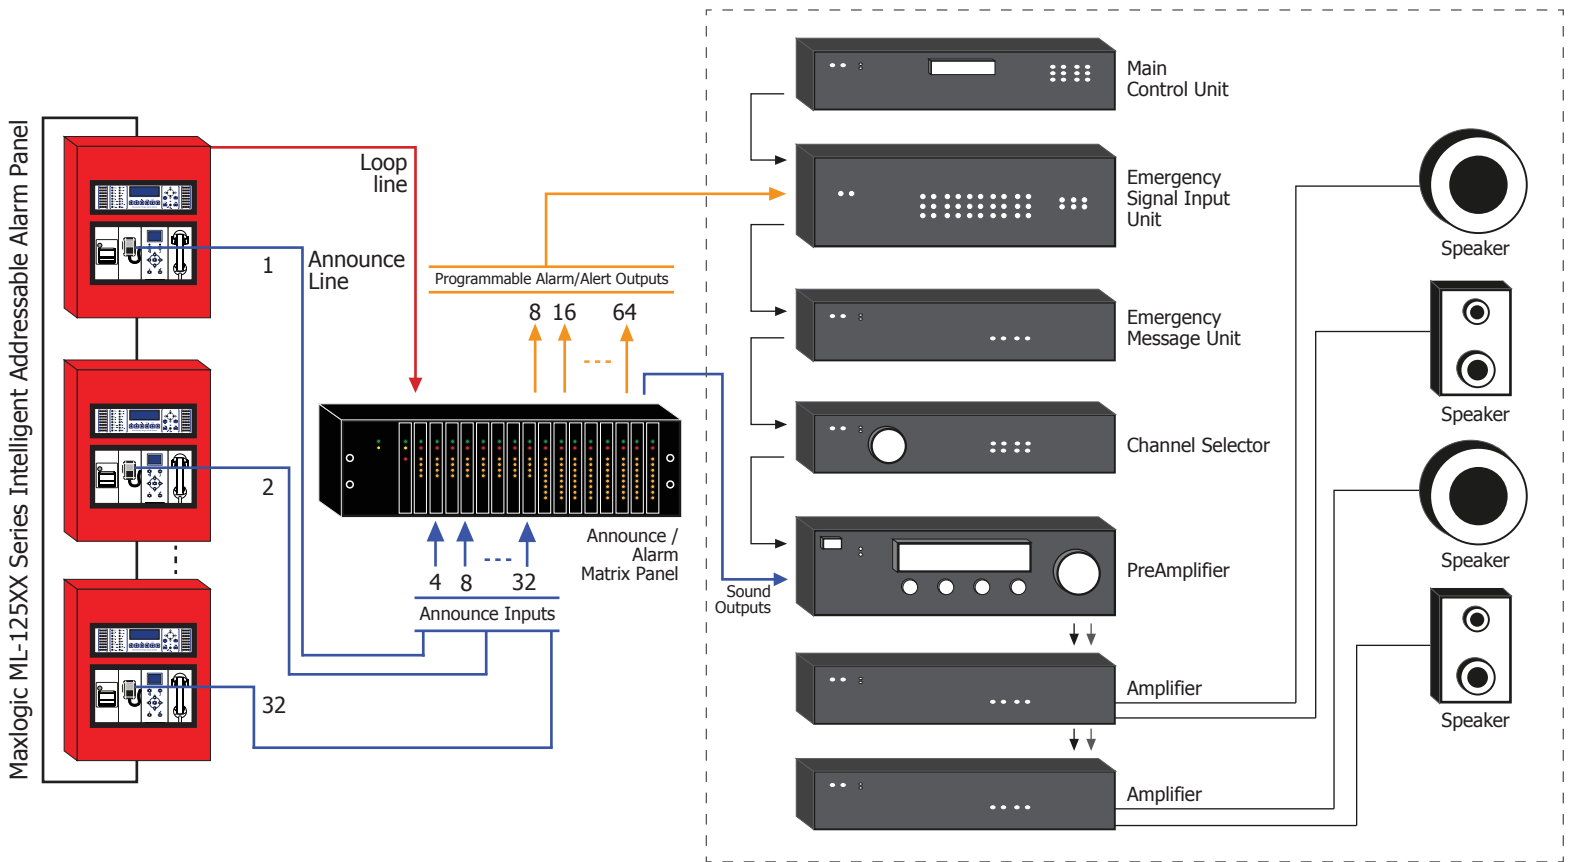 Maxlogic ML-125XX Series Intelligent Addressable Alarm Panel
Loop
line
1
Announce
Line
2
32
Programmable Alarm/Alert Outputs
8 16 64
Announce /
Alarm
Matrix Panel
4 8 32
Announce Inputs
Sound
Outputs
Main
Control Unit
Emergency
Signal Input
Unit
Emergency
Message Unit
Channel Selector
PreAmplifier
Amplifier
Amplifier
Speaker
Speaker
Speaker
Speaker